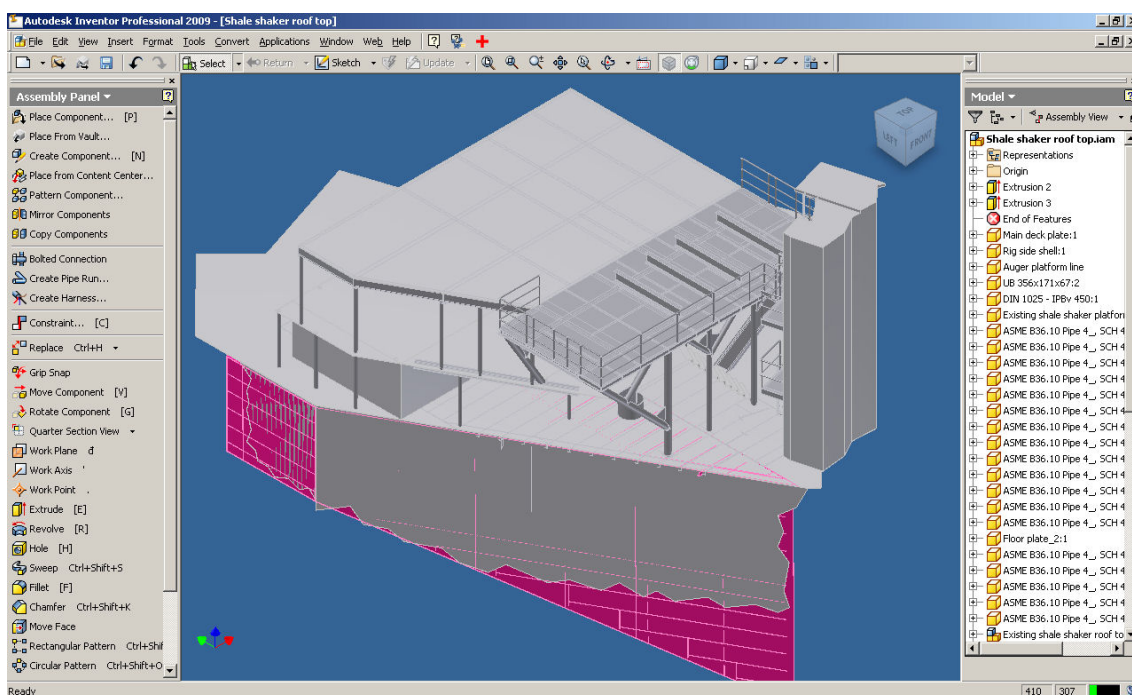 Autodesk Inventor Professional 2009 - [Shale shaker roof top]
File Edit View Insert Format Tools Convert Applications Window Web Help
Select Return Sketch Update
Assembly Panel
Place Component... [P]
Place From Vault...
Create Component... [N]
Place from Content Center...
Pattern Component...
Mirror Components
Copy Components
Bolted Connection
Create Pipe Run...
Create Harness...
Constraint... [C]
Replace Ctrl+H
Grip Snap
Move Component [V]
Rotate Component [G]
Quarter Section View
Work Plane đ
Work Axis '
Work Point .
Extrude [E]
Revolve [R]
Hole [H]
Sweep Ctrl+Shift+S
Fillet [F]
Chamfer Ctrl+Shift+K
Move Face
Rectangular Pattern Ctrl+Shif
Circular Pattern Ctrl+Shift+O
TOP
LEFT FRONT
Model
Assembly View
Shale shaker roof top.iam
Representations
Origin
Extrusion 2
Extrusion 3
End of Features
Main deck plate:1
Rig side shell:1
Auger platform line
UB 356x171x67:2
DIN 1025 - IPBv 450:1
Existing shale shaker platfor
ASME B36.10 Pipe 4_, SCH 4
ASME B36.10 Pipe 4_, SCH 4
ASME B36.10 Pipe 4_, SCH 4
ASME B36.10 Pipe 4_, SCH 4
ASME B36.10 Pipe 4_, SCH 4
ASME B36.10 Pipe 4_, SCH 4
ASME B36.10 Pipe 4_, SCH 4
ASME B36.10 Pipe 4_, SCH 4
ASME B36.10 Pipe 4_, SCH 4
ASME B36.10 Pipe 4_, SCH 4
ASME B36.10 Pipe 4_, SCH 4
ASME B36.10 Pipe 4_, SCH 4
ASME B36.10 Pipe 4_, SCH 4
Floor plate_2:1
ASME B36.10 Pipe 4_, SCH 4
ASME B36.10 Pipe 4_, SCH 4
ASME B36.10 Pipe 4_, SCH 4
ASME B36.10 Pipe 4_, SCH 4
ASME B36.10 Pipe 4_, SCH 4
Existing shale shaker roof to
Ready
410 307